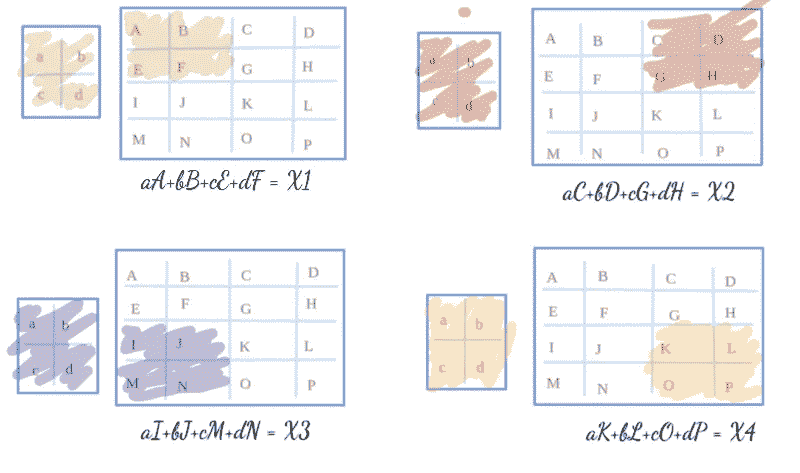 a b
c d
A B C D
E F G H
I J K L
M N O P
aA+bB+cE+dF = X1
a b
c d
A B C D
E F G H
I J K L
M N O P
aC+bD+cG+dH = X2
a b
c d
A B C D
E F G H
I J K L
M N O P
aI+bJ+cM+dN = X3
a b
c d
A B C D
E F G H
I J K L
M N O P
aK+bL+cO+dP = X4